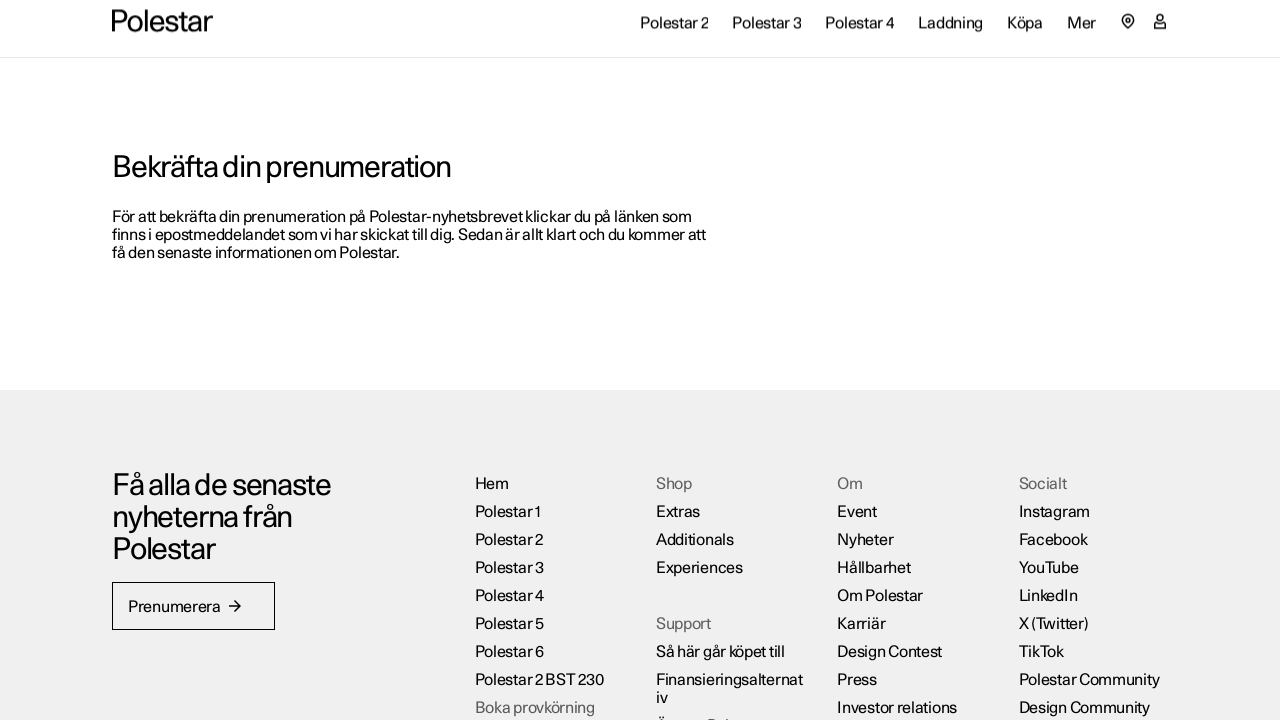 Polestar
Polestar 2
Polestar 3
Polestar 4
Laddning
Köpa
Mer
Bekräfta din prenumeration
För att bekräfta din prenumeration på Polestar-nyhetsbrevet klickar du på länken som
finns i epostmeddelandet som vi har skickat till dig. Sedan är allt klart och du kommer att
få den senaste informationen om Polestar.
Få alla de senaste
nyheterna från
Polestar
Prenumerera
Hem
Polestar 1
Polestar 2
Polestar 3
Polestar 4
Polestar 5
Polestar 6
Polestar 2 BST 230
Boka provkörning
Shop
Extras
Additionals
Experiences
Support
Så här går köpet till
Finansieringsalternat
iv
Om
Event
Nyheter
Hållbarhet
Om Polestar
Karriär
Design Contest
Press
Investor relations
Socialt
Instagram
Facebook
YouTube
LinkedIn
X (Twitter)
TikTok
Polestar Community
Design Community